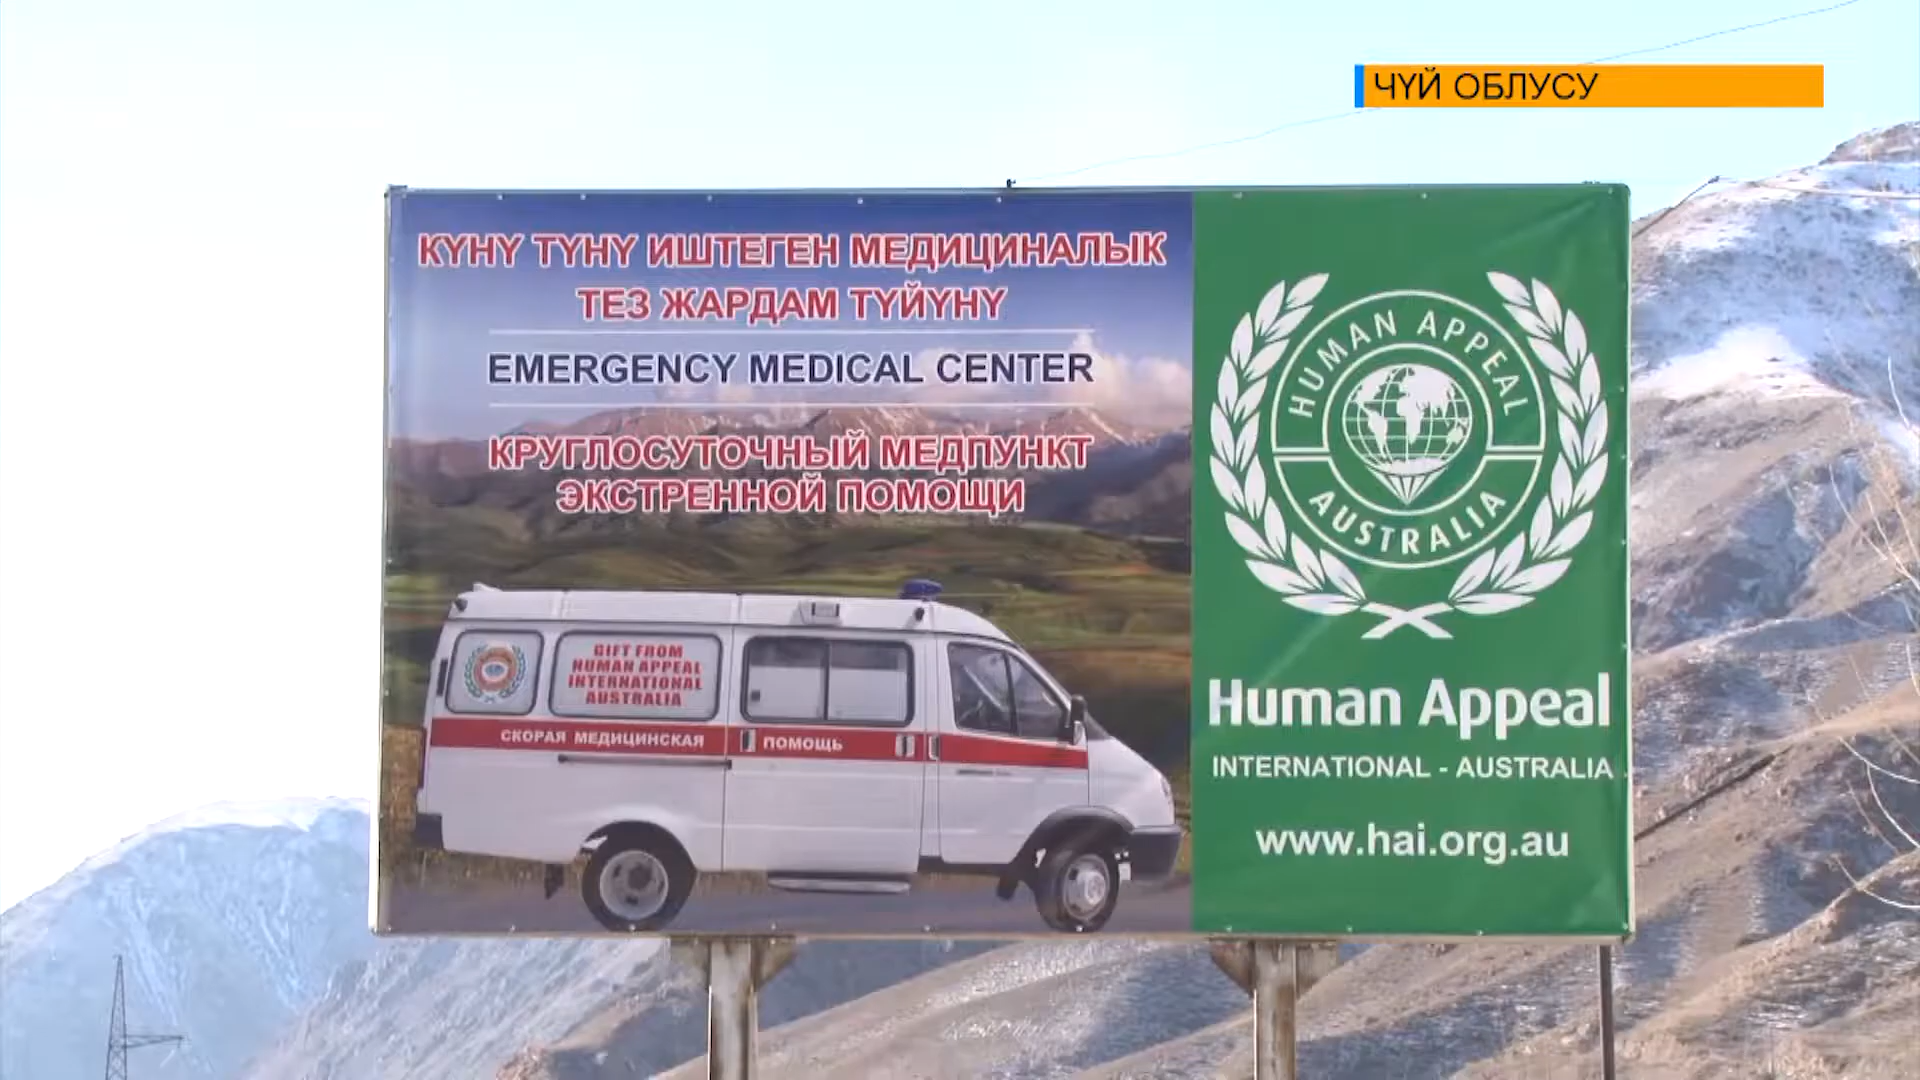 ЧҮЙ ОБЛУСУ
КҮНҮ ТҮНҮ ИШТЕГЕН МЕДИЦИНАЛЫК
ТЕЗ ЖАРДАМ ТҮЙҮНҮ
EMERGENCY MEDICAL CENTER
КРУГЛОСУТОЧНЫЙ МЕДПУНКТ
ЭКСТРЕННОЙ ПОМОЩИ
GIFT FROM
HUMAN APPEAL
INTERNATIONAL
AUSTRALIA
СКОРАЯ МЕДИЦИНСКАЯ ПОМОЩЬ
HUMAN APPEAL
AUSTRALIA
Human Appeal
INTERNATIONAL - AUSTRALIA
www.hai.org.au